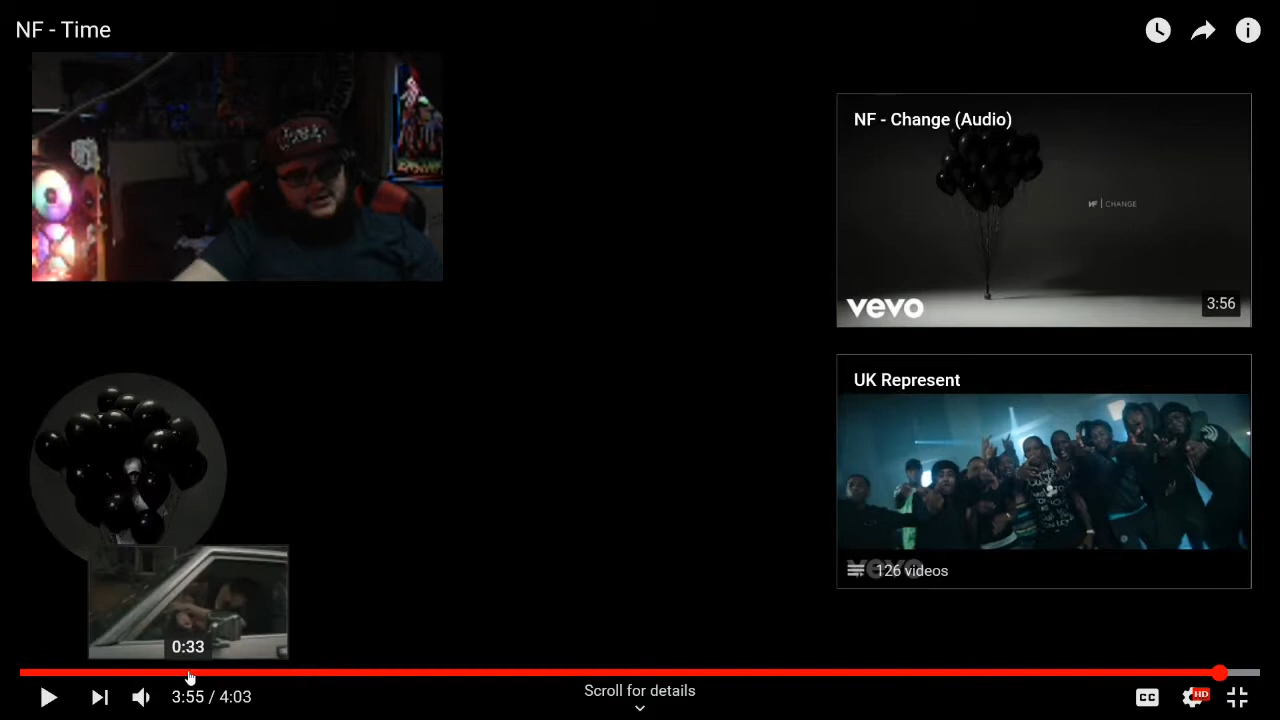 NF - Time
NF - Change (Audio)
NF | CHANGE
vevo
3:56
UK Represent
vevo
126 videos
0:33
3:55 / 4:03
Scroll for details
CC
HD